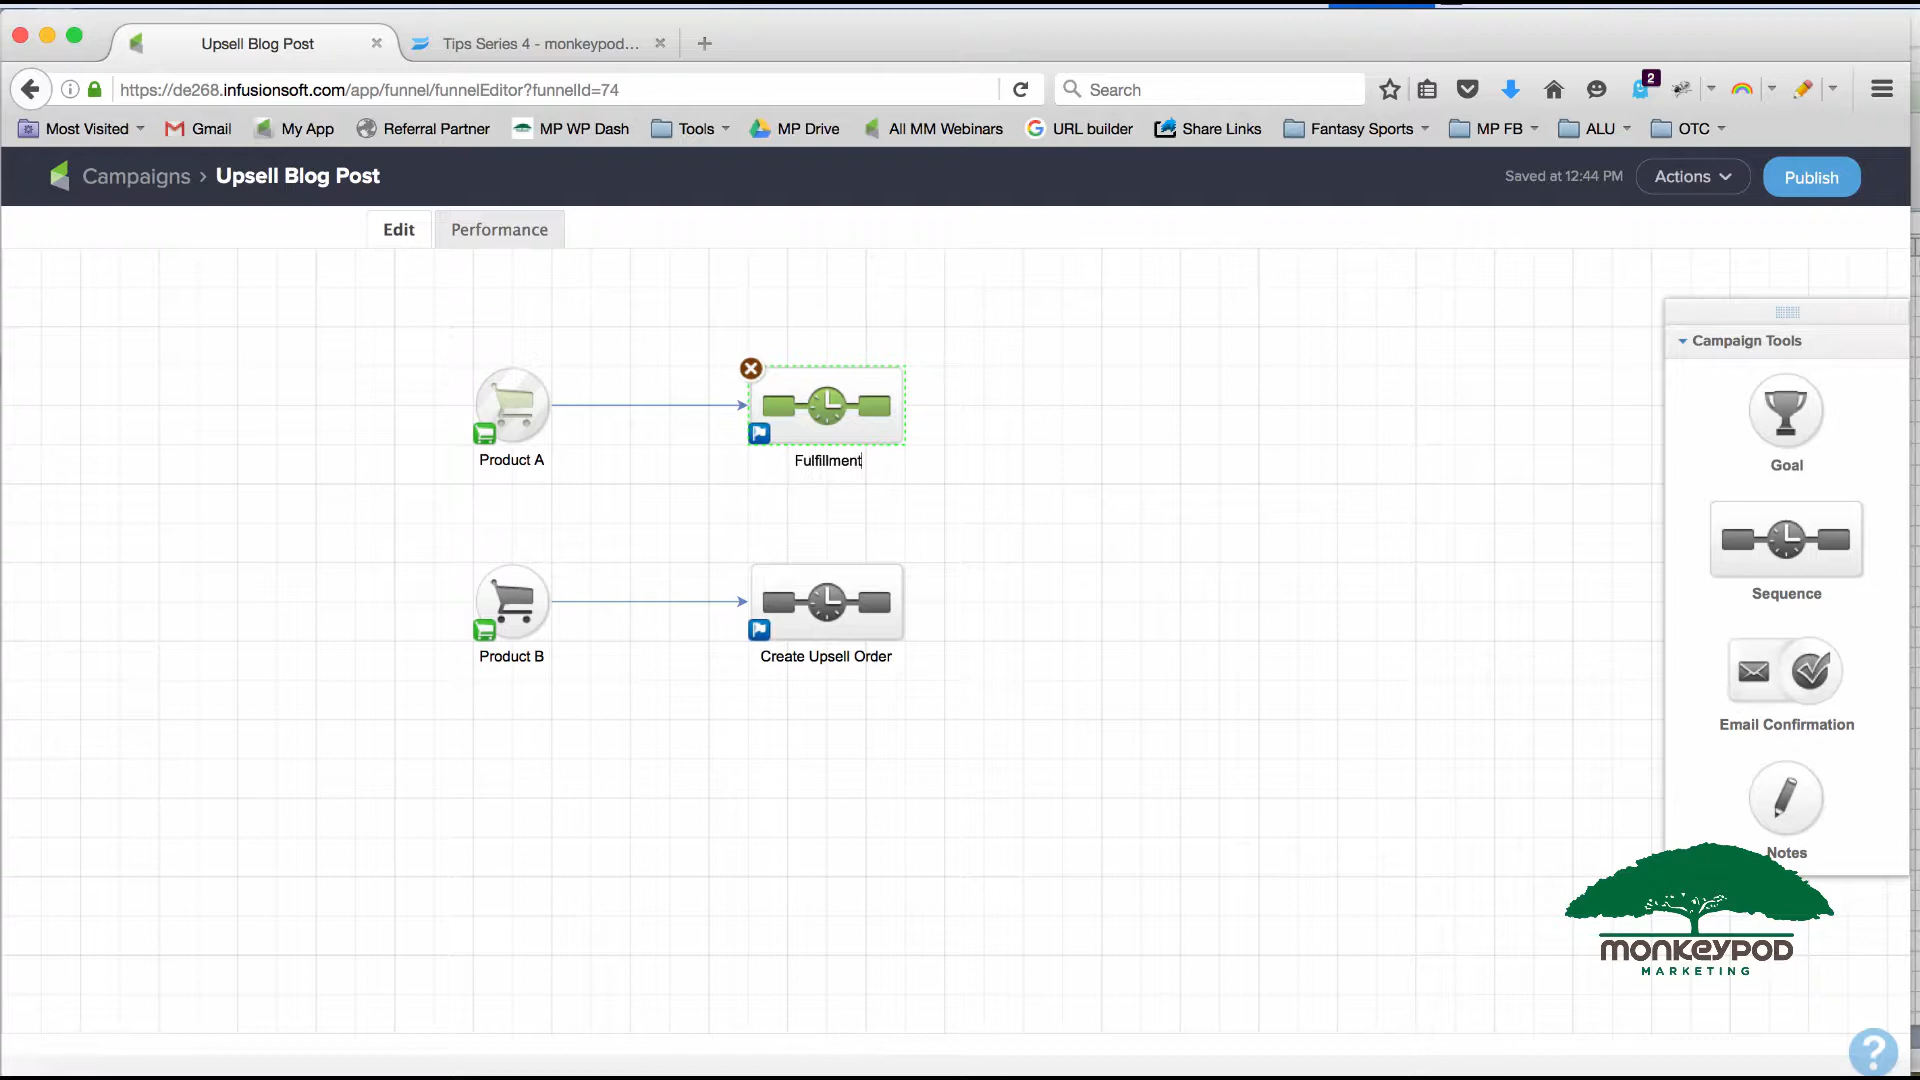 Upsell Blog Post
Tips Series 4 - monkeypod...
https://de268.infusionsoft.com/app/funnel/funnelEditor?funnelId=74
Search
2
Most Visited
Gmail
My App
Referral Partner
MP WP Dash
Tools
MP Drive
All MM Webinars
URL builder
Share Links
Fantasy Sports
MP FB
ALU
OTC
Campaigns › Upsell Blog Post
Saved at 12:44 PM
Actions
Publish
Edit
Performance
Campaign Tools
Goal
Product A
Fulfillment
Sequence
Product B
Create Upsell Order
Email Confirmation
Notes
MONKEYPOD
MARKETING
?